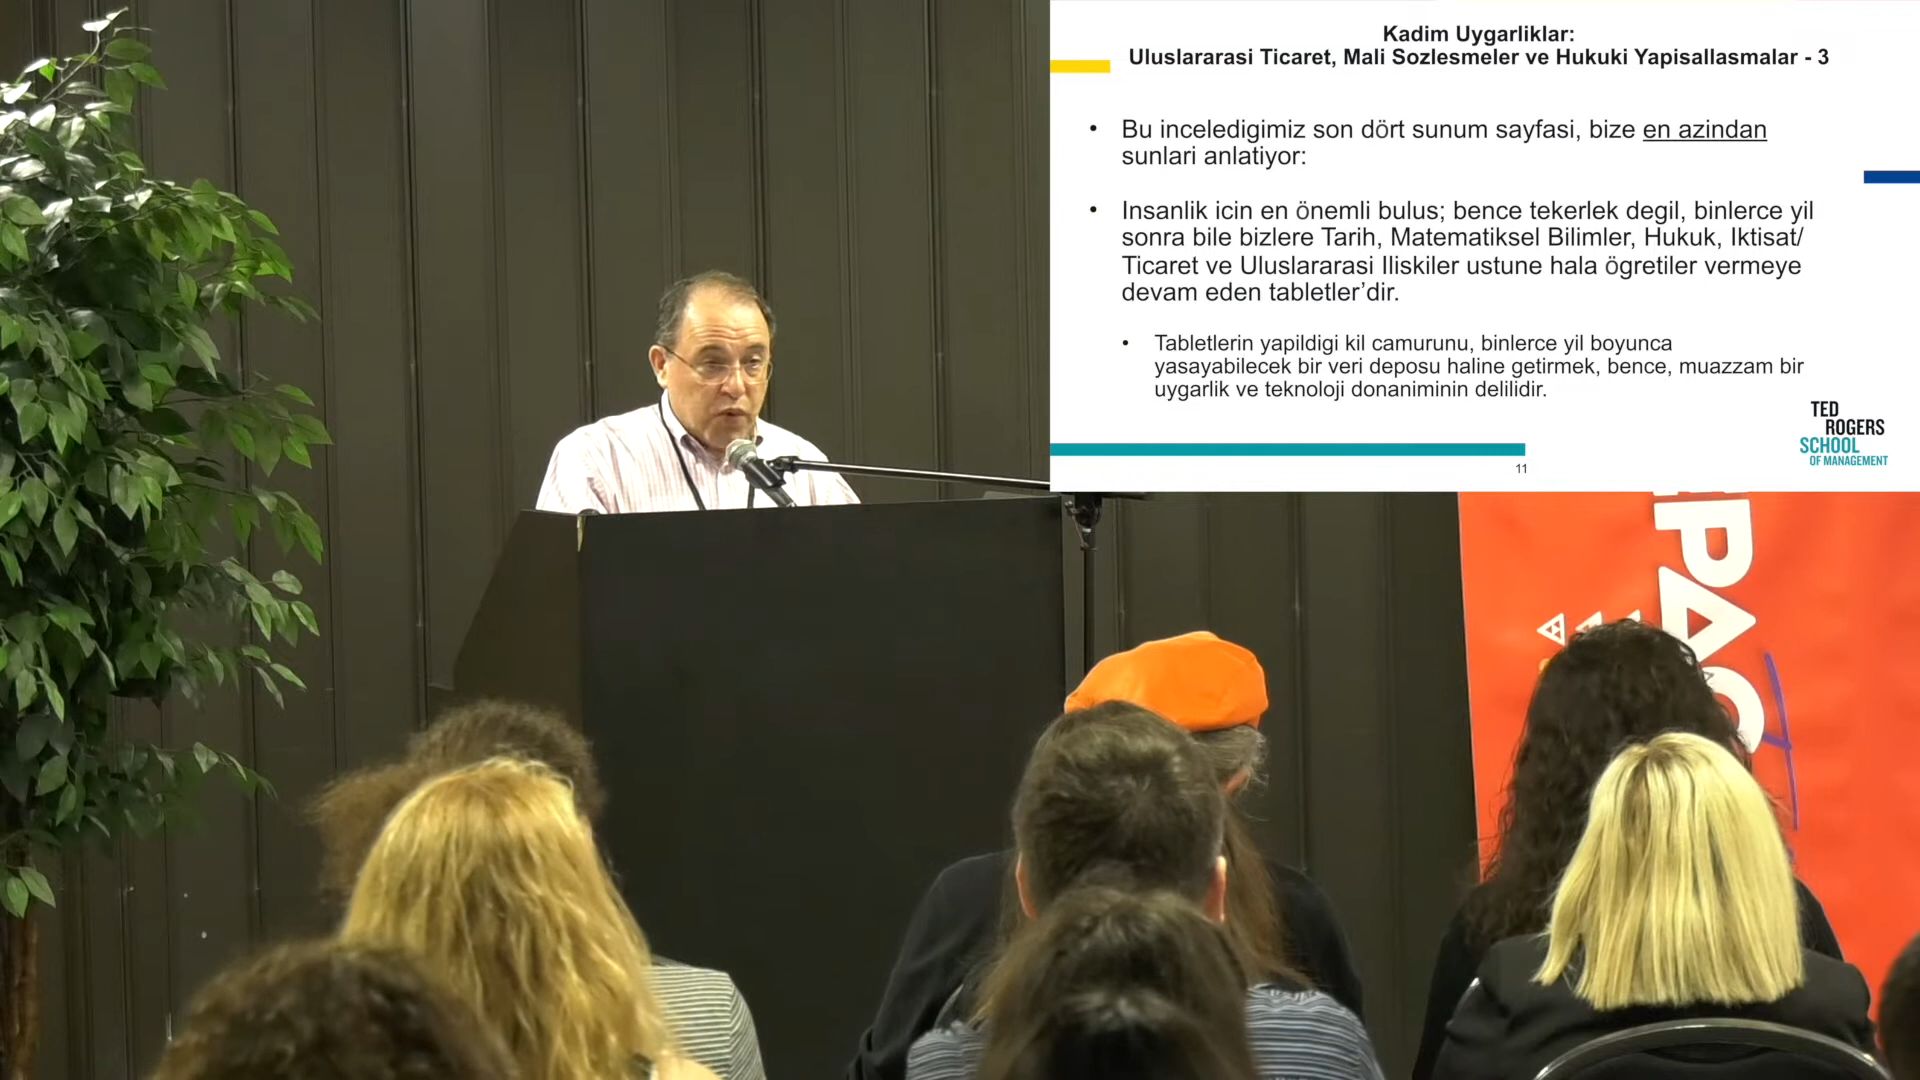 Kadim Uygarliklar:
Uluslararasi Ticaret, Mali Sozlesmeler ve Hukuki Yapisallasmalar - 3
• Bu inceledigimiz son dört sunum sayfasi, bize en azindan
sunlari anlatiyor:
• Insanlik icin en önemli bulus; bence tekerlek degil, binlerce yil
sonra bile bizlere Tarih, Matematiksel Bilimler, Hukuk, Iktisat/
Ticaret ve Uluslararasi Iliskiler ustune hala ögretiler vermeye
devam eden tabletler’dir.
• Tabletlerin yapildigi kil camurunu, binlerce yil boyunca
yasayabilecek bir veri deposu haline getirmek, bence, muazzam bir
uygarlik ve teknoloji donaniminin delilidir.
TED
ROGERS
SCHOOL
OF MANAGEMENT
11